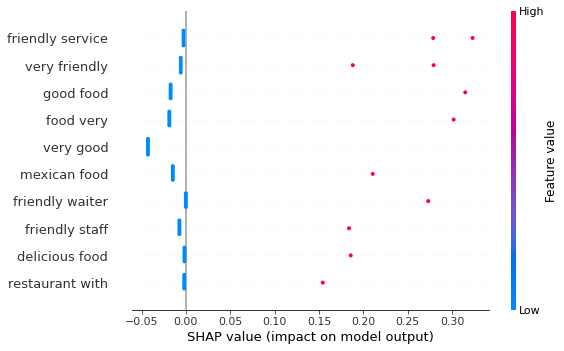 High
friendly service
very friendly
good food
food very
very good
mexican food
friendly waiter
friendly staff
delicious food
restaurant with
Feature value
Low
−0.05 0.00 0.05 0.10 0.15 0.20 0.25 0.30
SHAP value (impact on model output)